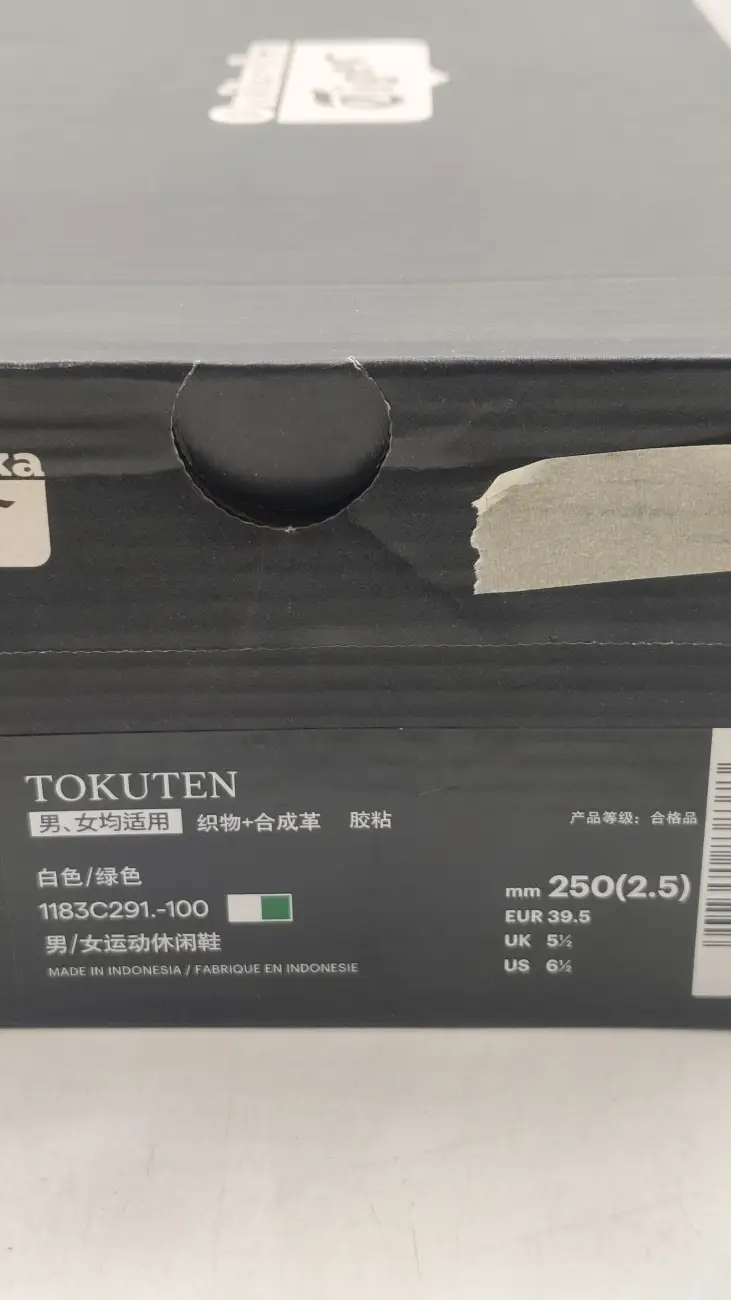 ka
TOKUTEN
男、女均适用 织物+合成革 胶粘
产品等级：合格品
白色/绿色
1183C291.-100
男/女运动休闲鞋
MADE IN INDONESIA / FABRIQUE EN INDONESIE
mm 250(2.5)
EUR 39.5
UK 5½
US 6½